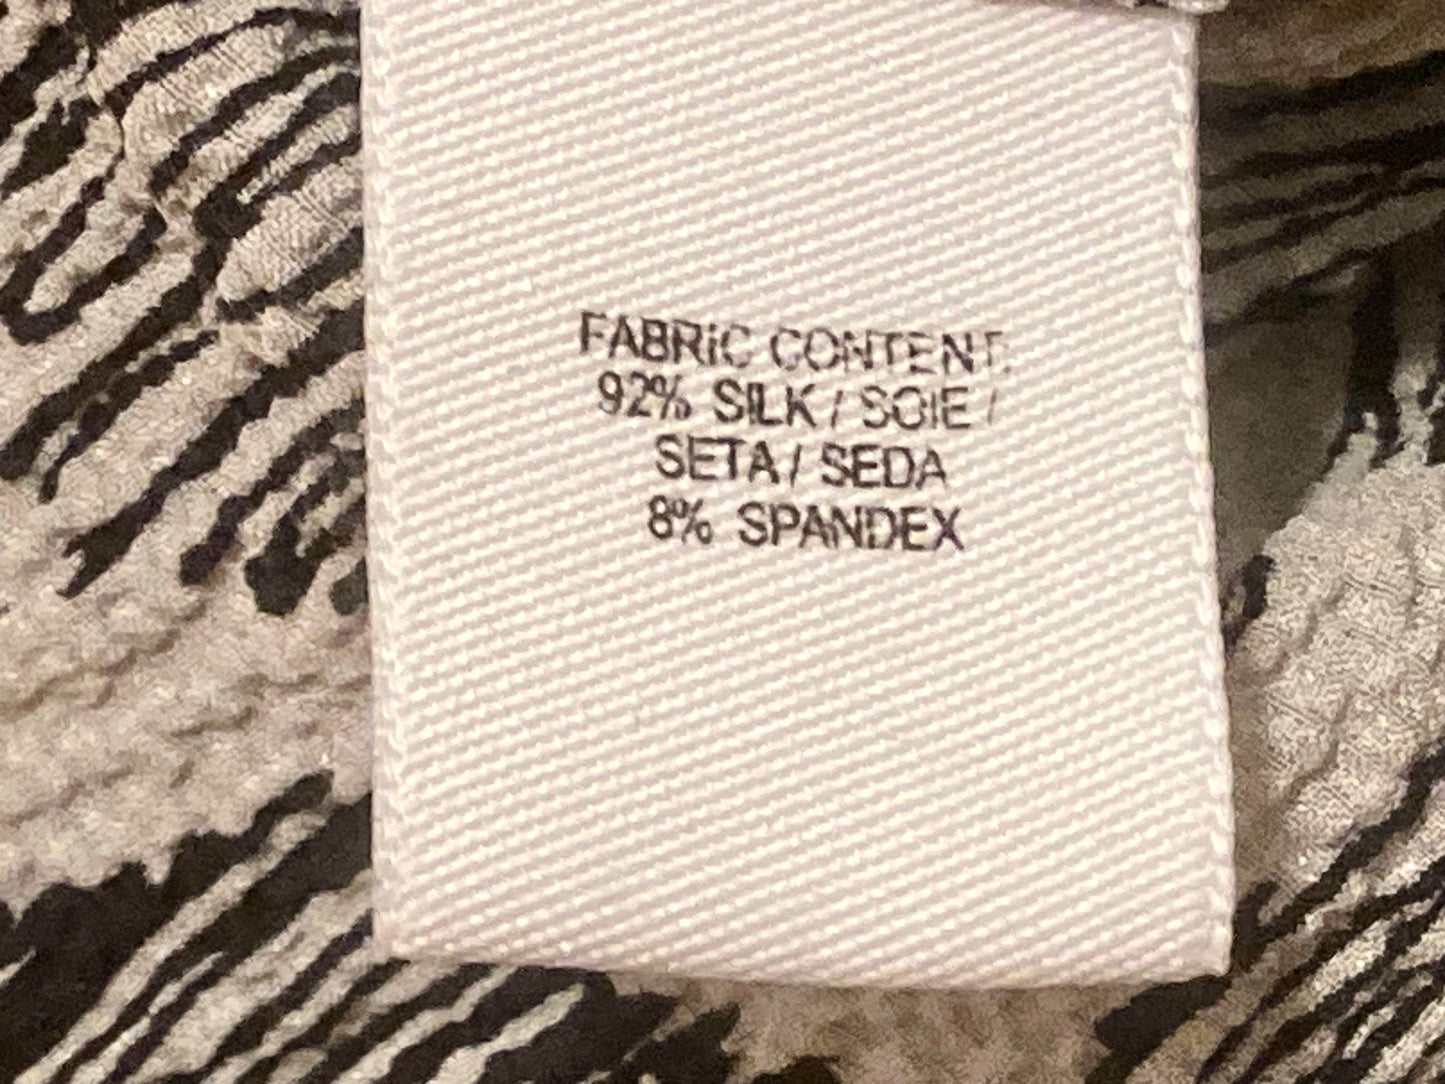 FABRIC CONTENT:
92% SILK / SOIE /
SETA / SEDA
8% SPANDEX